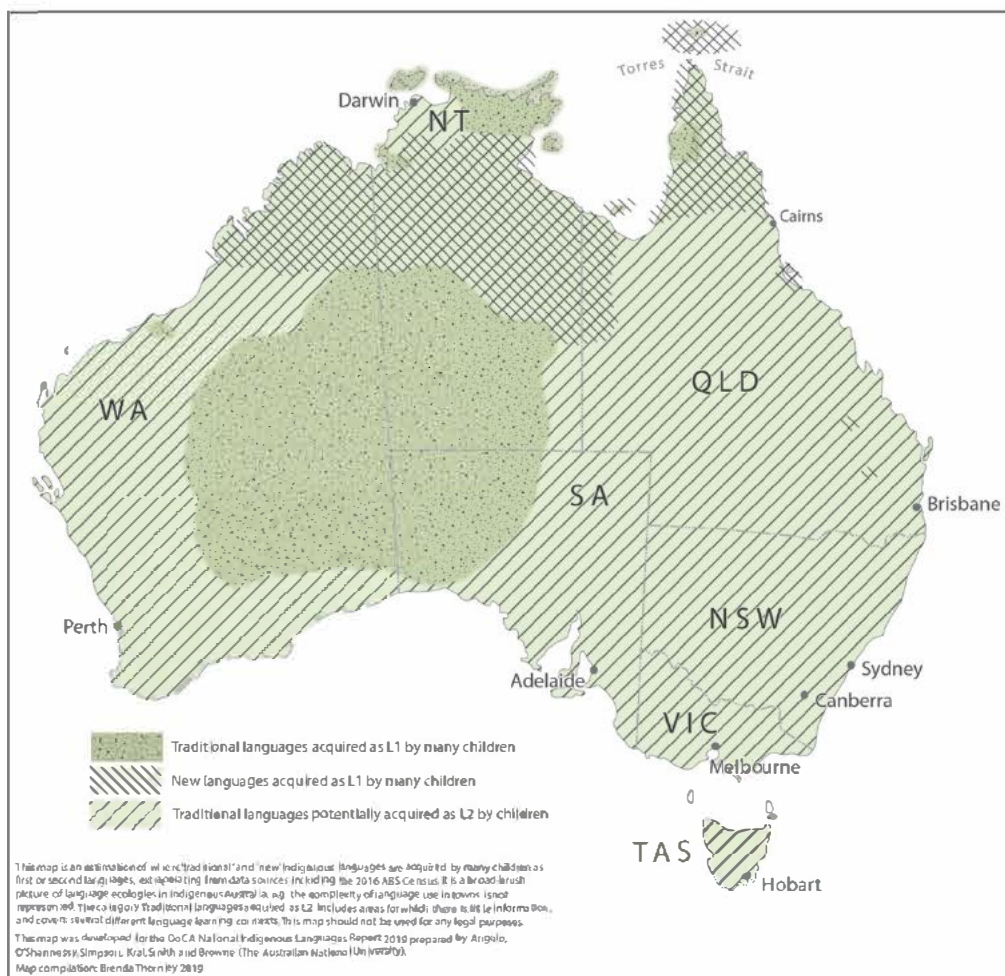 Torres Strait
Darwin
NT
Cairns
QLD
WA
SA
Brisbane
NSW
Perth
Sydney
Adelaide
Canberra
VIC
Melbourne
TAS
Hobart
Traditional languages acquired as L1 by many children
New languages acquired as L1 by many children
Traditional languages potentially acquired as L2 by children
This map is an estimation of where 'traditional' and 'new' Indigenous languages are acquired by many children as
first or second languages, extrapolating from data sources including the 2016 ABS Census. It is a broad-brush
picture of language ecologies in Indigenous Australia, e.g. the complexity of language use in towns is not
represented. The category Traditional languages acquired as L2 includes areas for which there is little information,
and covers several different language learning contexts. This map should not be used for any legal purposes.
This map was developed for the DoCA National Indigenous Languages Report 2019 prepared by Angelo,
O'Shannessy, Simpson, Kral, Smith and Browne (The Australian National University).
Map compilation: Brenda Thornley 2019